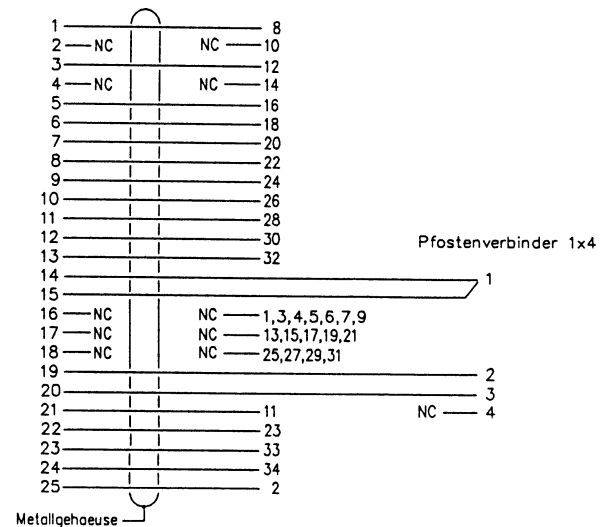 1 8
2 NC NC 10
3 12
4 NC NC 14
5 16
6 18
7 20
8 22
9 24
10 26
11 28
12 30
13 32
Pfostenverbinder 1x4
14 1
15
16 NC NC 1,3,4,5,6,7,9
17 NC NC 13,15,17,19,21
18 NC NC 25,27,29,31
19 2
20 3
21 11 NC 4
22 23
23 33
24 34
25 2
Metallgehaeuse